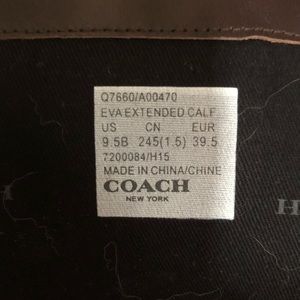 Q7660/A00470
EVA EXTENDED CALF
US CN EUR
9.5B 245(1.5) 39.5
7200084/H15
MADE IN CHINA/CHINE
COACH
NEW YORK